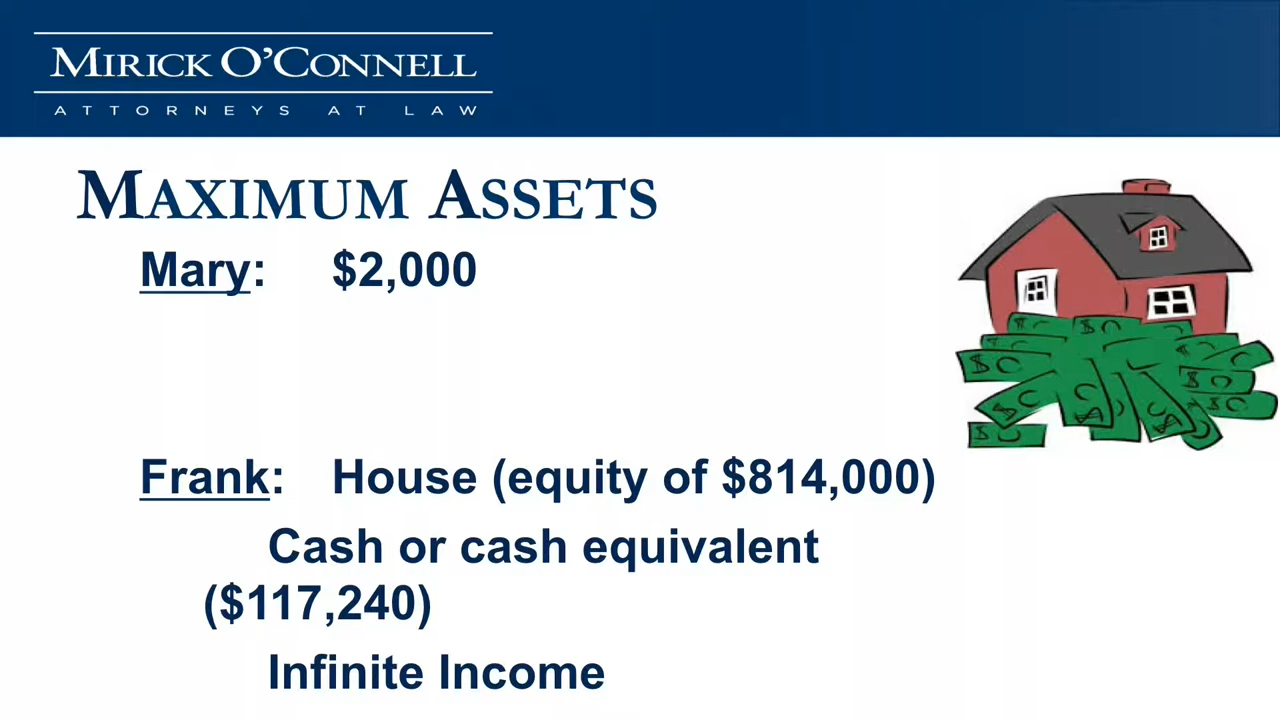 MIRICK O'CONNELL
ATTORNEYS AT LAW
MAXIMUM ASSETS
Mary: $2,000
Frank: House (equity of $814,000)
Cash or cash equivalent
($117,240)
Infinite Income